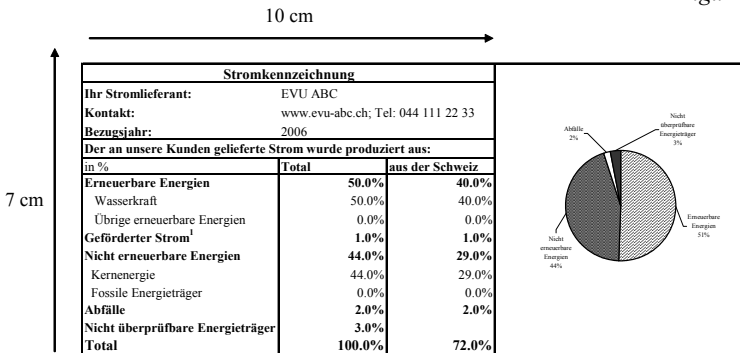 10 cm
7 cm
Stromkennzeichnung
Ihr Stromlieferant: EVU ABC
Kontakt: www.evu-abc.ch; Tel: 044 111 22 33
Bezugsjahr: 2006
Der an unsere Kunden gelieferte Strom wurde produziert aus:
in % Total aus der Schweiz
Erneuerbare Energien 50.0% 40.0%
Wasserkraft 50.0% 40.0%
Übrige erneuerbare Energien 0.0% 0.0%
Geförderter Strom1 1.0% 1.0%
Nicht erneuerbare Energien 44.0% 29.0%
Kernenergie 44.0% 29.0%
Fossile Energieträger 0.0% 0.0%
Abfälle 2.0% 2.0%
Nicht überprüfbare Energieträger 3.0%
Total 100.0% 72.0%
Abfälle
2%
Nicht
überprüfbare
Energieträger
3%
Erneuerbare
Energien
51%
Nicht
erneuerbare
Energien
44%